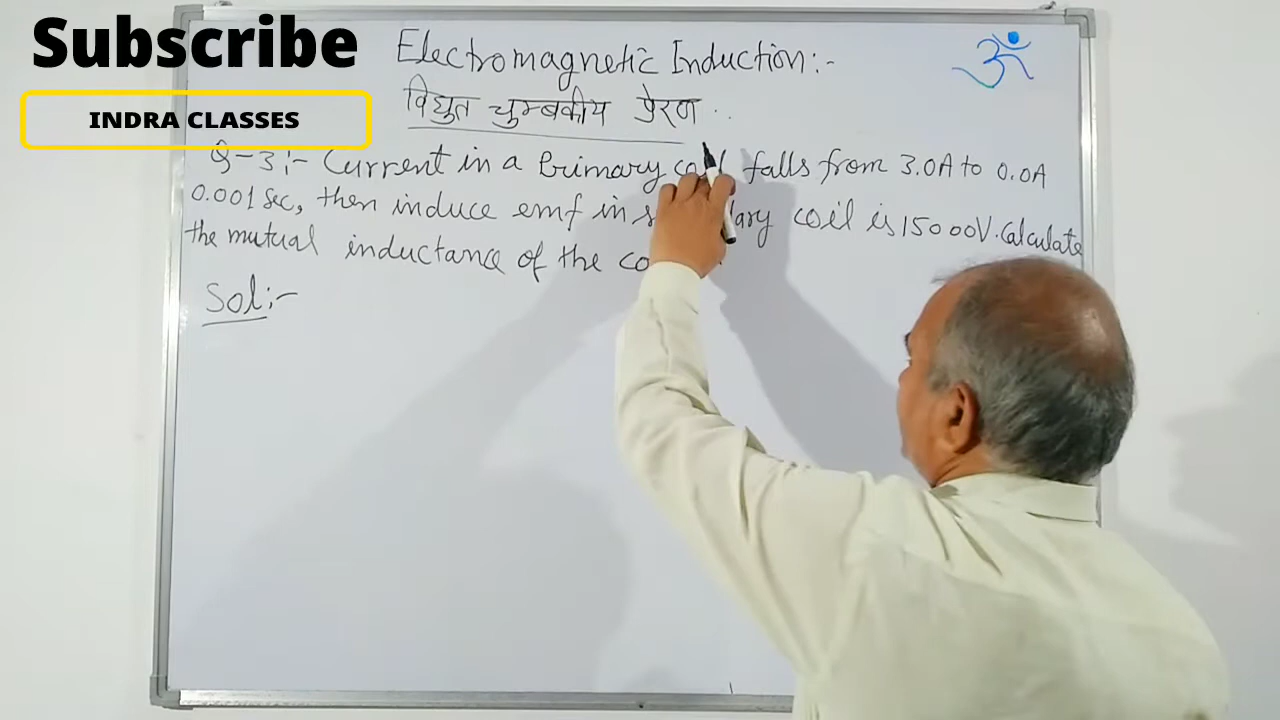 Subscribe
INDRA CLASSES
Electromagnetic Induction:-
विद्युत चुम्बकीय प्रेरण
ॐ
Q-3:- Current in a Primary falls from 3.0A to 0.0A
0.001 Sec, then induce emf in coil is 15000V. Calculate
the mutual inductance of the
Sol:-